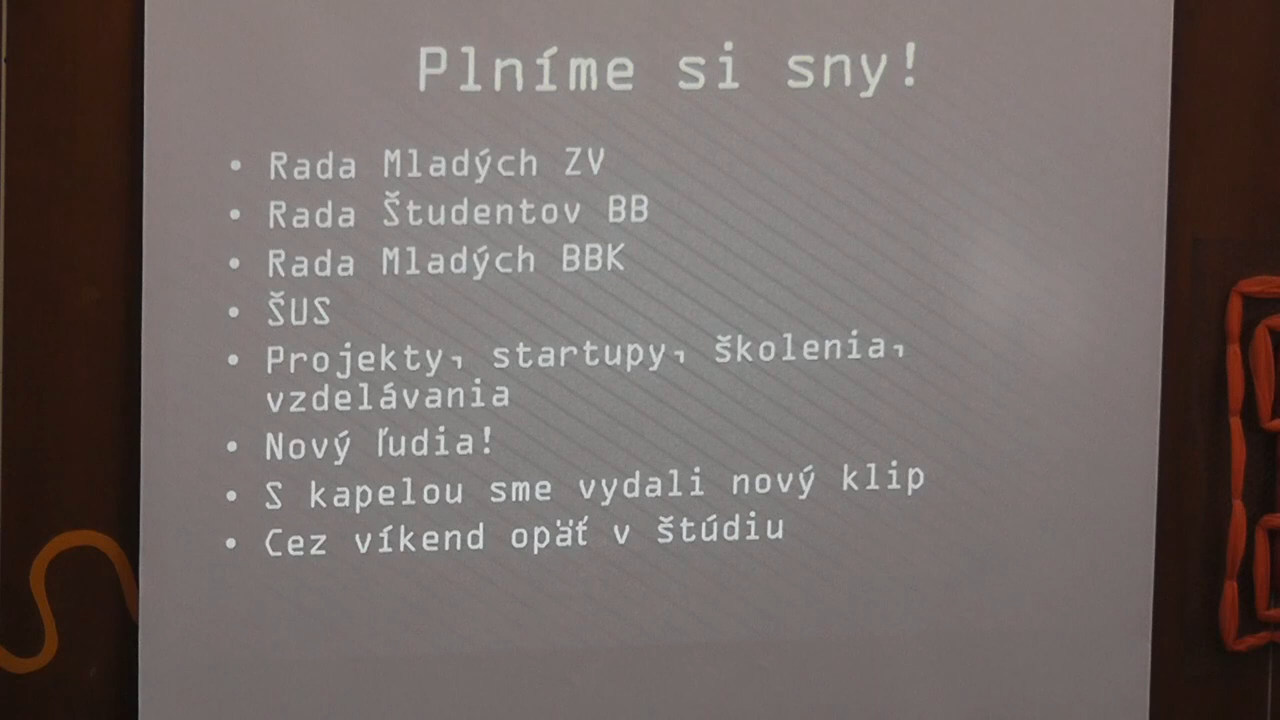 Plníme si sny!
• Rada Mladých ZV
• Rada Študentov BB
• Rada Mladých BBK
• ŠUS
• Projekty, startupy, školenia,
vzdelávania
• Nový ľudia!
• S kapelou sme vydali nový klip
• Cez víkend opäť v štúdiu